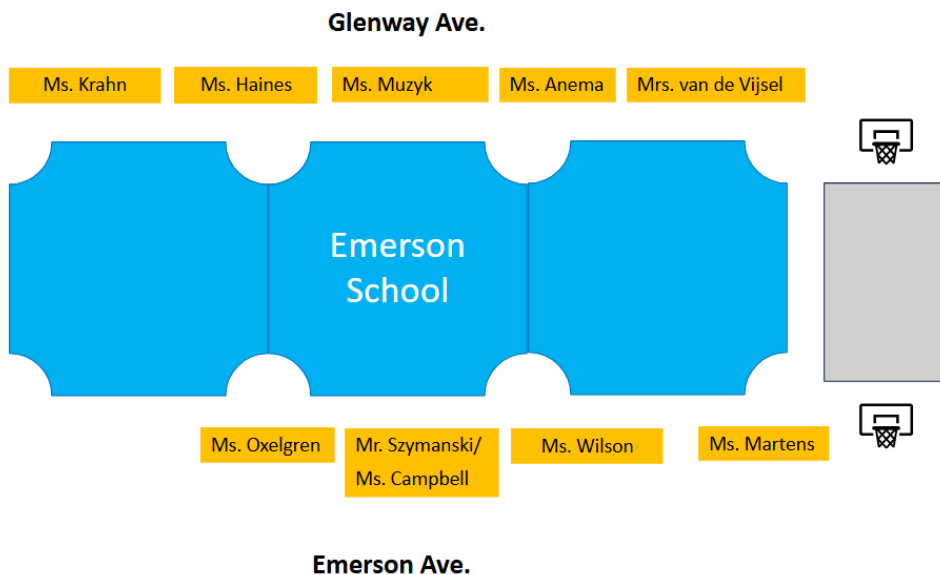 Glenway Ave.
Ms. Krahn
Ms. Haines
Ms. Muzyk
Ms. Anema
Mrs. van de Vijsel
Emerson
School
Ms. Oxelgren
Mr. Szymanski/
Ms. Campbell
Ms. Wilson
Ms. Martens
Emerson Ave.